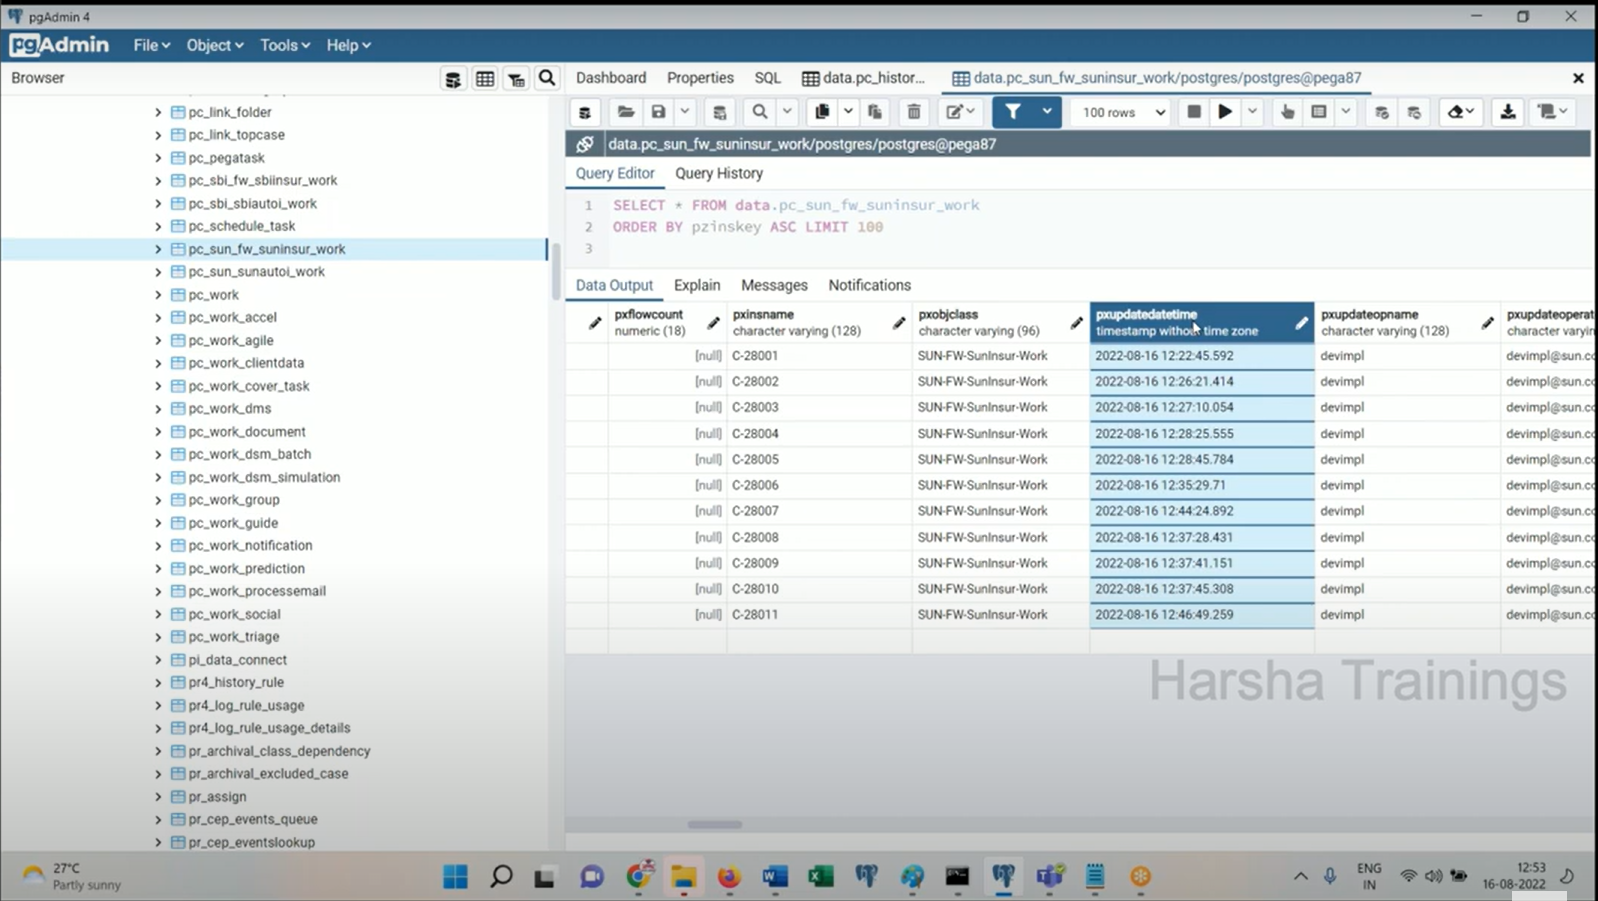 pgAdmin 4
pgAdmin File Object Tools Help
Browser
Dashboard Properties SQL data.pc_histor... data.pc_sun_fw_suninsur_work/postgres/postgres@pega87
100 rows
data.pc_sun_fw_suninsur_work/postgres/postgres@pega87
Query Editor Query History
1 SELECT * FROM data.pc_sun_fw_suninsur_work
2 ORDER BY pzinskey ASC LIMIT 100
3
pc_link_folder
pc_link_topcase
pc_pegatask
pc_sbi_fw_sbiinsur_work
pc_sbi_sbiautoi_work
pc_schedule_task
pc_sun_fw_suninsur_work
pc_sun_sunautoi_work
pc_work
pc_work_accel
pc_work_agile
pc_work_clientdata
pc_work_cover_task
pc_work_dms
pc_work_document
pc_work_dsm_batch
pc_work_dsm_simulation
pc_work_group
pc_work_guide
pc_work_notification
pc_work_prediction
pc_work_processemail
pc_work_social
pc_work_triage
pi_data_connect
pr4_history_rule
pr4_log_rule_usage
pr4_log_rule_usage_details
pr_archival_class_dependency
pr_archival_excluded_case
pr_assign
pr_cep_events_queue
pr_cep_eventslookup
Data Output Explain Messages Notifications
pxflowcount pxinsname pxobjclass pxupdatedatetime pxupdateopname pxupdateoperat
numeric (18) character varying (128) character varying (96) timestamp without time zone character varying (128) character varyin
[null] C-28001 SUN-FW-SunInsur-Work 2022-08-16 12:22:45.592 devimpl devimpl@sun.cc
[null] C-28002 SUN-FW-SunInsur-Work 2022-08-16 12:26:21.414 devimpl devimpl@sun.cc
[null] C-28003 SUN-FW-SunInsur-Work 2022-08-16 12:27:10.054 devimpl devimpl@sun.cc
[null] C-28004 SUN-FW-SunInsur-Work 2022-08-16 12:28:25.555 devimpl devimpl@sun.cc
[null] C-28005 SUN-FW-SunInsur-Work 2022-08-16 12:28:45.784 devimpl devimpl@sun.cc
[null] C-28006 SUN-FW-SunInsur-Work 2022-08-16 12:35:29.71 devimpl devimpl@sun.cc
[null] C-28007 SUN-FW-SunInsur-Work 2022-08-16 12:44:24.892 devimpl devimpl@sun.cc
[null] C-28008 SUN-FW-SunInsur-Work 2022-08-16 12:37:28.431 devimpl devimpl@sun.cc
[null] C-28009 SUN-FW-SunInsur-Work 2022-08-16 12:37:41.151 devimpl devimpl@sun.cc
[null] C-28010 SUN-FW-SunInsur-Work 2022-08-16 12:37:45.308 devimpl devimpl@sun.cc
[null] C-28011 SUN-FW-SunInsur-Work 2022-08-16 12:46:49.259 devimpl devimpl@sun.cc
Harsha Trainings
27°C
Partly sunny
ENG
IN
12:53
16-08-2022